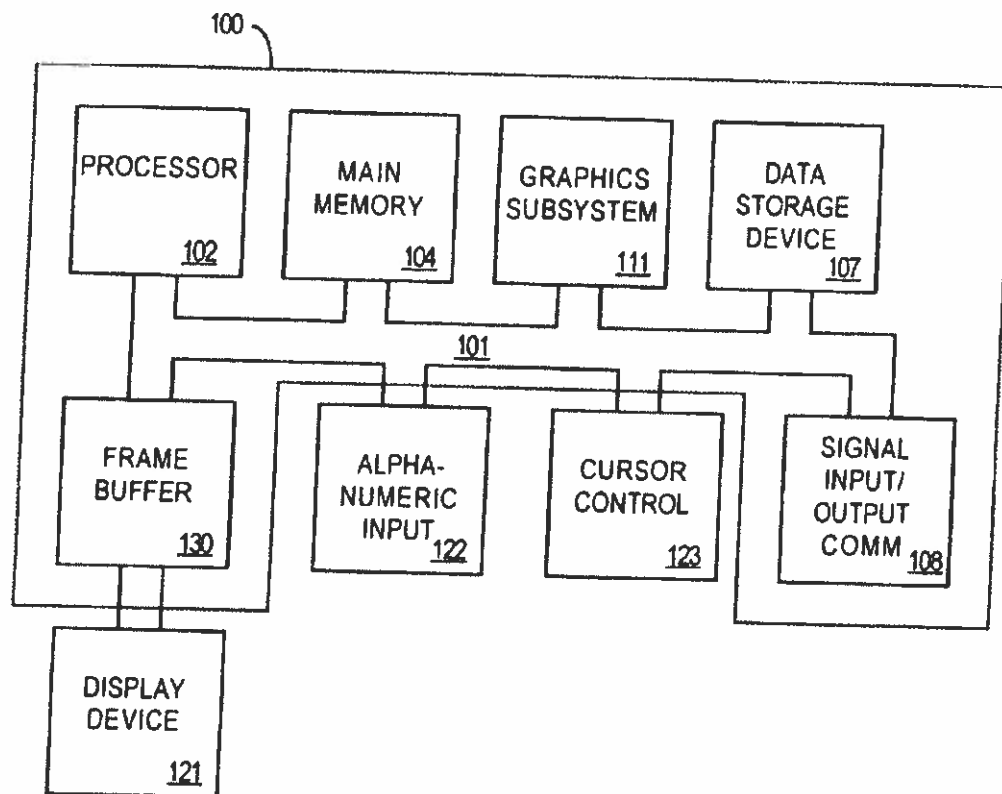 100
PROCESSOR
102
MAIN
MEMORY
104
GRAPHICS
SUBSYSTEM
111
DATA
STORAGE
DEVICE
107
101
FRAME
BUFFER
130
ALPHA-
NUMERIC
INPUT
122
CURSOR
CONTROL
123
SIGNAL
INPUT/
OUTPUT
COMM
108
DISPLAY
DEVICE
121